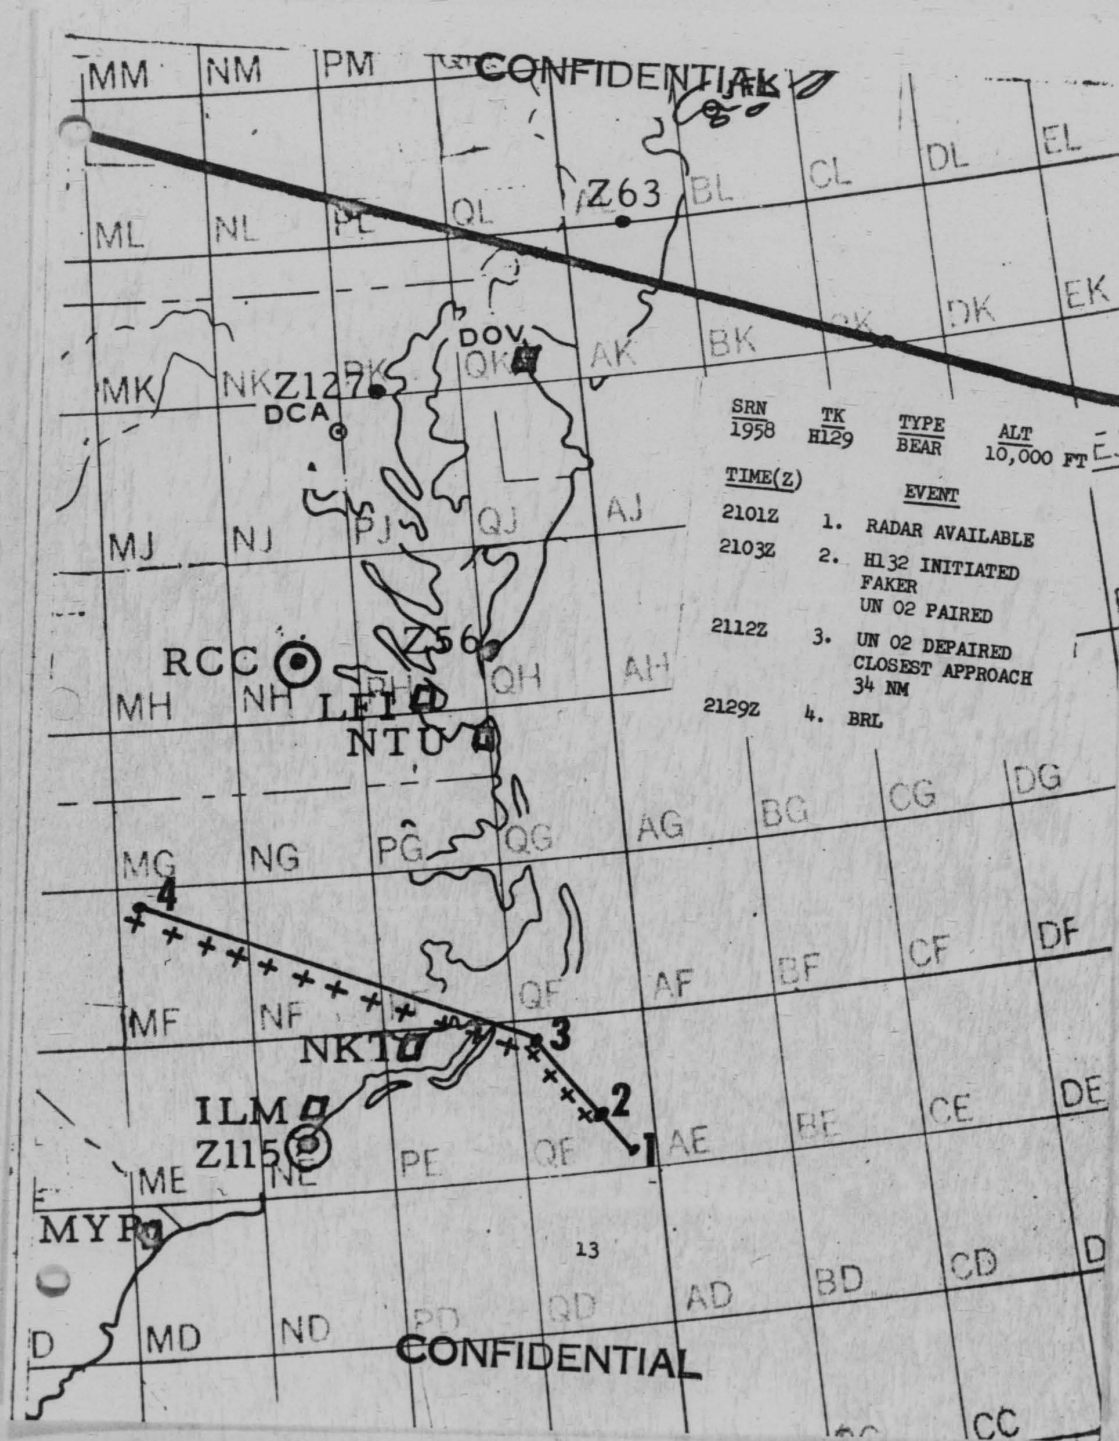 MM NM PM CONFIDENTIAL
JFK
ML NL PL QL Z63 BL CL DL EL
MK NK Z127 PK QK DOV AK BK DK EK
DCA
SRN TK TYPE ALT
1958 H129 BEAR 10,000 FT
TIME(Z) EVENT
2101Z 1. RADAR AVAILABLE
2103Z 2. H132 INITIATED
FAKER
UN 02 PAIRED
2112Z 3. UN 02 DEPAIRED
CLOSEST APPROACH
34 NM
2129Z 4. BRL
MJ NJ PJ QJ AJ
RCC Z56
MH NH PH QH AH
LFI
NTU
MG NG PG QG AG BG CG DG
4
MF NF QF AF BF CF DF
NKT 3
ILM 2
Z115 1
ME NE PE QE AE BE CE DE
MYR
13
D MD ND PD QD AD BD CD D
CONFIDENTIAL
CC